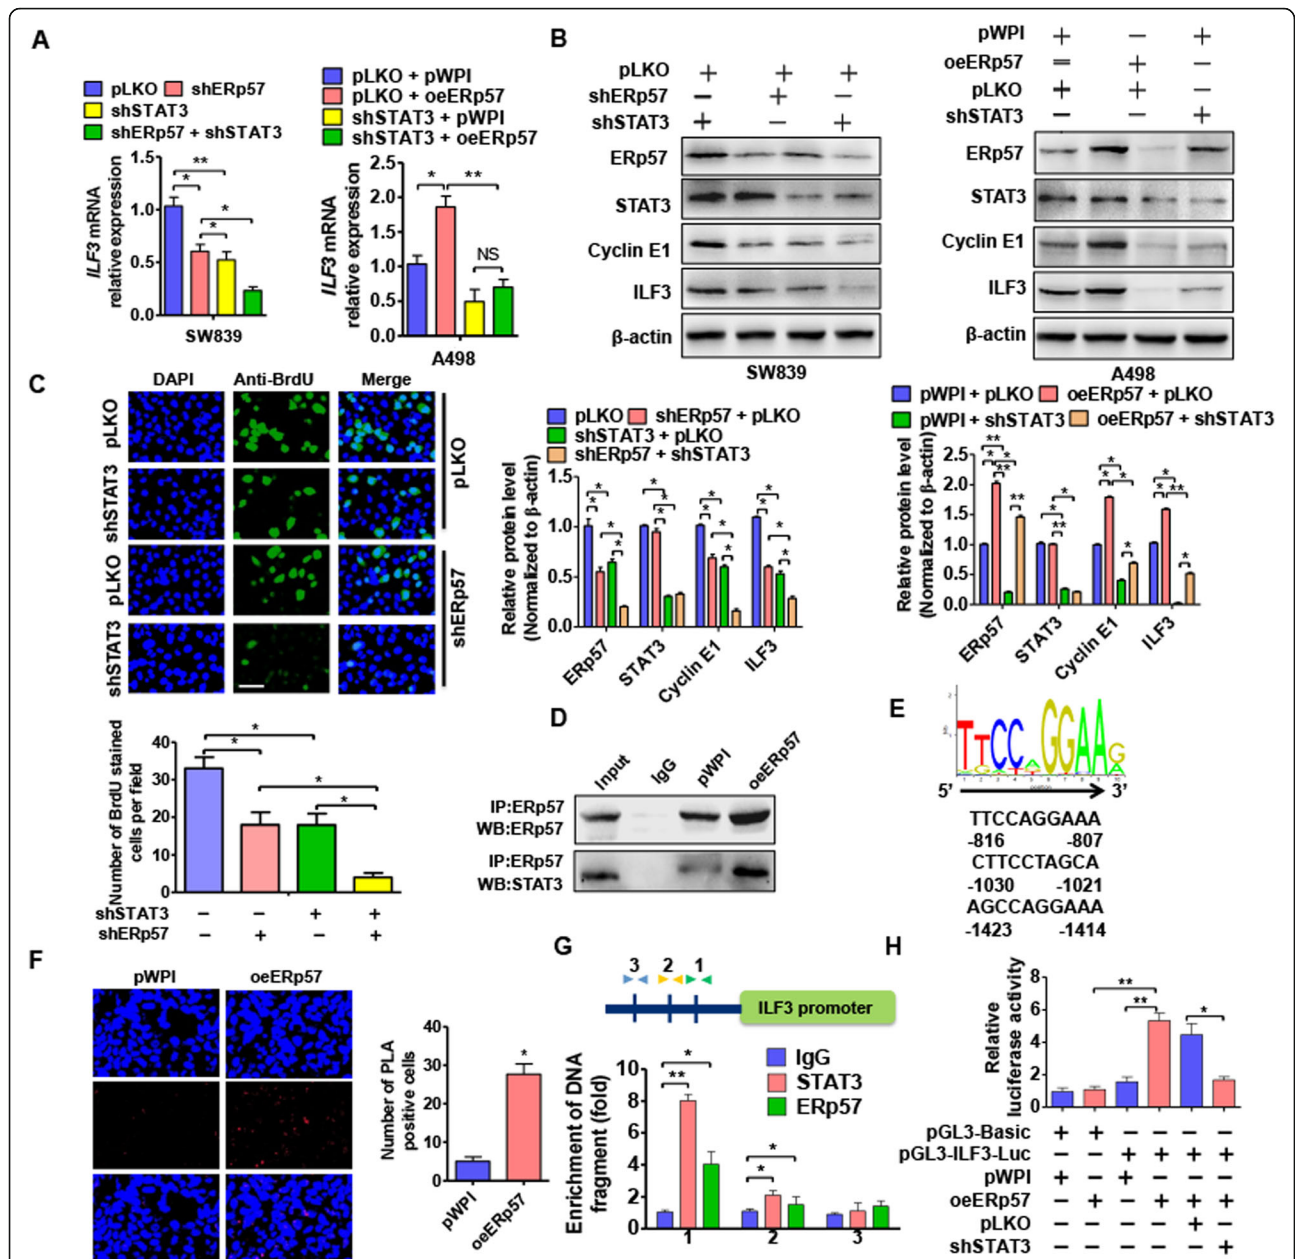 A
pLKO shERp57
shSTAT3
shERp57 + shSTAT3
pLKO + pWPI
pLKO + oeERp57
shSTAT3 + pWPI
shSTAT3 + oeERp57
ILF3 mRNA
relative expression
1.5
1.0
0.5
0.0
** * * *
SW839
ILF3 mRNA
relative expression
2.5
2.0
1.5
1.0
0.5
0.0
* ** NS
A498
B
pLKO + + +
shERp57 – + –
shSTAT3 + – +
ERp57
STAT3
Cyclin E1
ILF3
β-actin
SW839
pWPI + – +
oeERp57 = + –
pLKO + + –
shSTAT3 – – +
ERp57
STAT3
Cyclin E1
ILF3
β-actin
A498
pLKO shERp57 + pLKO
shSTAT3 + pLKO
shERp57 + shSTAT3
Relative protein level
(Normalized to β-actin)
1.5
1.0
0.5
0.0
ERp57 STAT3 Cyclin E1 ILF3
pWPI + pLKO oeERp57 + pLKO
pWPI + shSTAT3 oeERp57 + shSTAT3
Relative protein level
(Normalized to β-actin)
2.5
2.0
1.5
1.0
0.5
0.0
ERp57 STAT3 Cyclin E1 ILF3
C
DAPI Anti-BrdU Merge
pLKO
shSTAT3
pLKO
shSTAT3
pLKO
shERp57
Number of BrdU stained
cells per field
40
30
20
10
0
* * * *
shSTAT3 – – + +
shERp57 – + – +
D
Input IgG pWPI oeERp57
IP:ERp57
WB:ERp57
IP:ERp57
WB:STAT3
E
5’ position 3’
TTCCAGGAAA
-816 -807
CTTCCTAGCA
-1030 -1021
AGCCAGGAAA
-1423 -1414
F
pWPI oeERp57
Number of PLA
positive cells
40
30
20
10
0
*
pWPI oeERp57
G
3 2 1
ILF3 promoter
IgG
STAT3
ERp57
Enrichment of DNA
fragment (fold)
10
8
6
4
2
0
** * * *
1 2 3
H
Relative
luciferase activity
8
6
4
2
0
** ** *
pGL3-Basic + + – – – –
pGL3-ILF3-Luc – – + + + +
pWPI + – + – – –
oeERp57 – + – + + +
pLKO – – – – + –
shSTAT3 – – – – – +